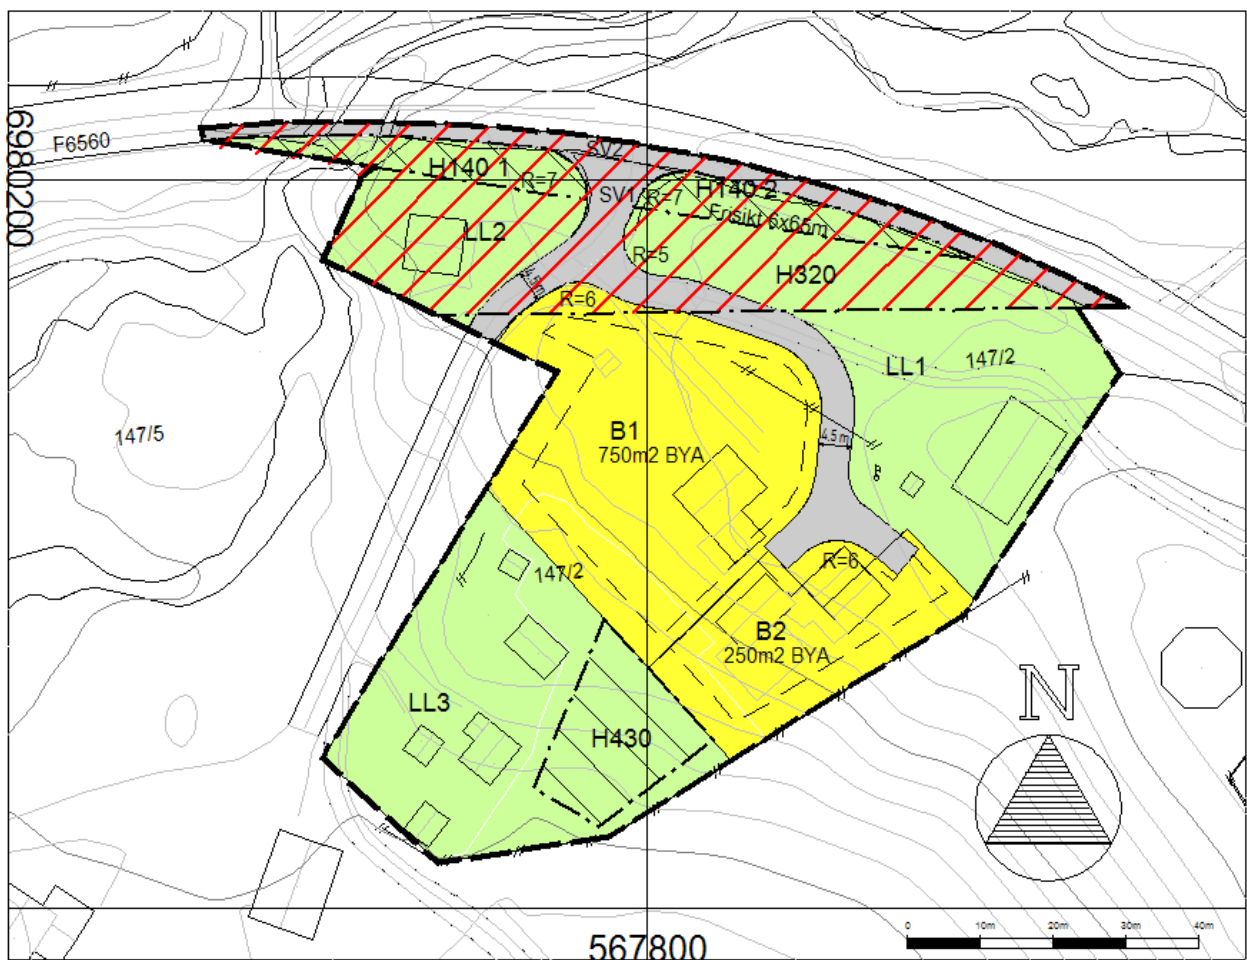 F6560
6980200
SV2
H140 1
R=7
SV1
R=7
H140 2
Frisikt 6x65m
LL2
R=5
H320
4.5m
R=6
LL1
147/2
147/5
B1
750m2 BYA
4.5 m
147/2
R=6
B2
250m2 BYA
LL3
H430
N
0 10m 20m 30m 40m
567800